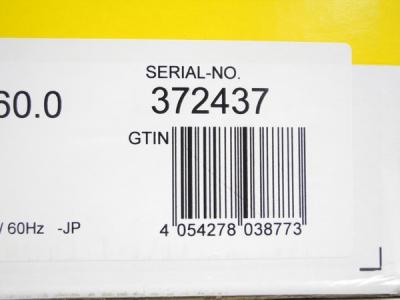 SERIAL-NO.
372437
60.0
GTIN
4 054278 038773
/ 60Hz -JP